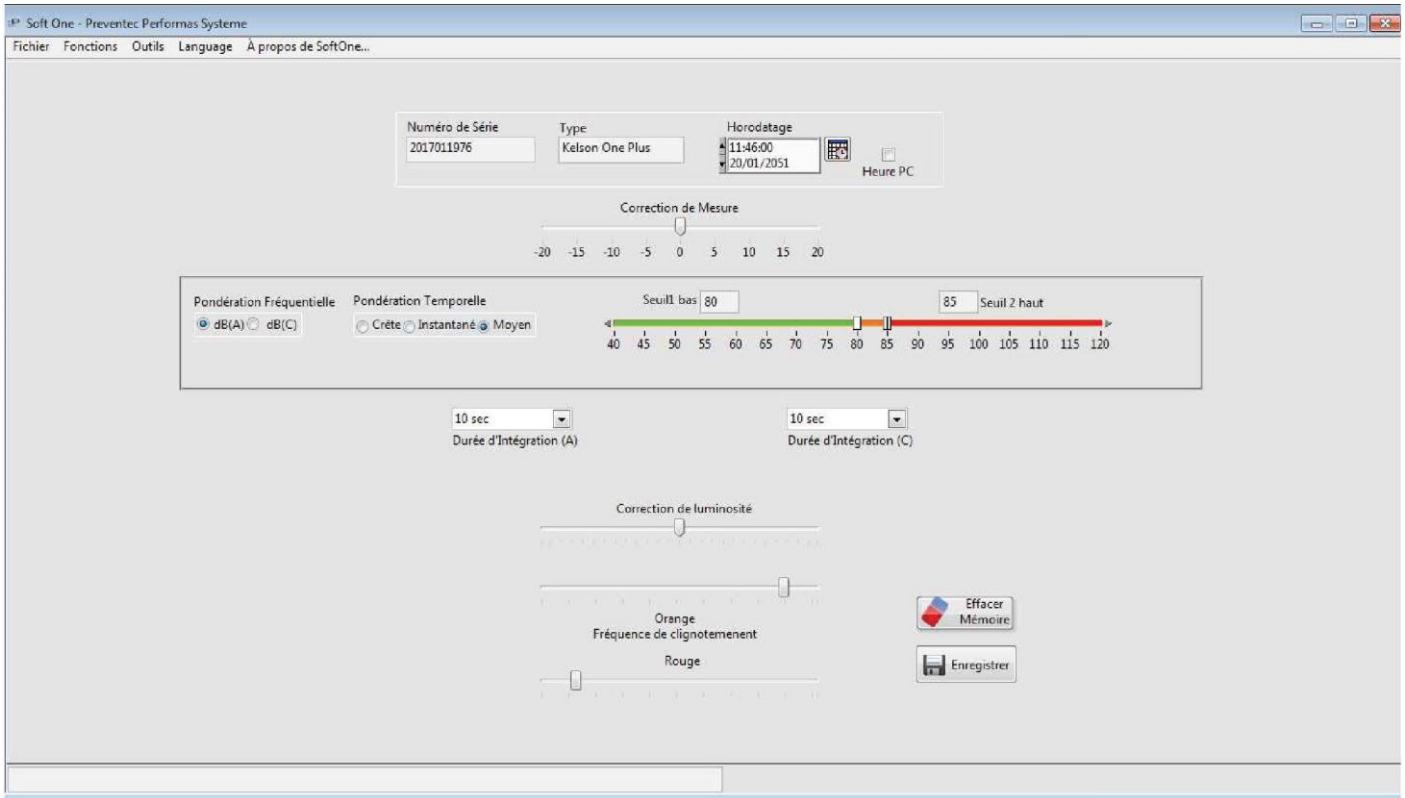 Soft One - Preventec Performas Systeme
Fichier Fonctions Outils Language À propos de SoftOne...
Numéro de Série Type Horodatage
2017011976 Kelson One Plus 11:46:00
20/01/2051
Heure PC
Correction de Mesure
-20 -15 -10 -5 0 5 10 15 20
Pondération Fréquentielle Pondération Temporelle Seuil1 bas 80 85 Seuil 2 haut
dB(A) dB(C) Crête Instantané Moyen
40 45 50 55 60 65 70 75 80 85 90 95 100 105 110 115 120
10 sec 10 sec
Durée d'Intégration (A) Durée d'Intégration (C)
Correction de luminosité
Orange
Fréquence de clignotemenent
Rouge
Effacer
Mémoire
Enregistrer